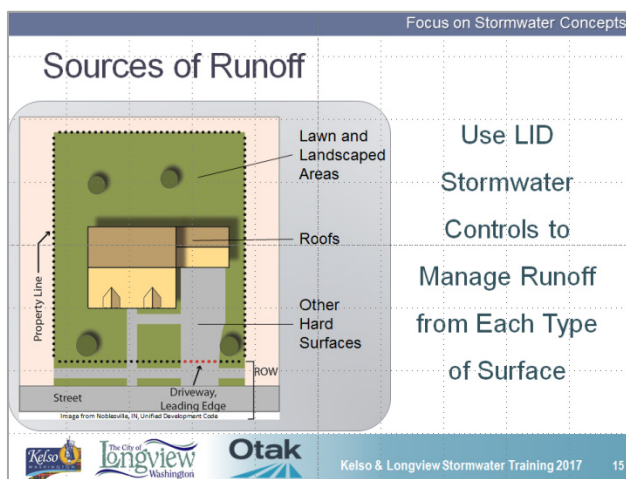 Focus on Stormwater Concepts
Sources of Runoff
Lawn and
Landscaped
Areas
Roofs
Other
Hard
Surfaces
Property Line
ROW
Street
Driveway,
Leading Edge
Image from Noblesville, IN, Unified Development Code
Use LID
Stormwater
Controls to
Manage Runoff
from Each Type
of Surface
Kelso
WASHINGTON
The City of
Longview
Washington
Otak
Kelso & Longview Stormwater Training 2017
15